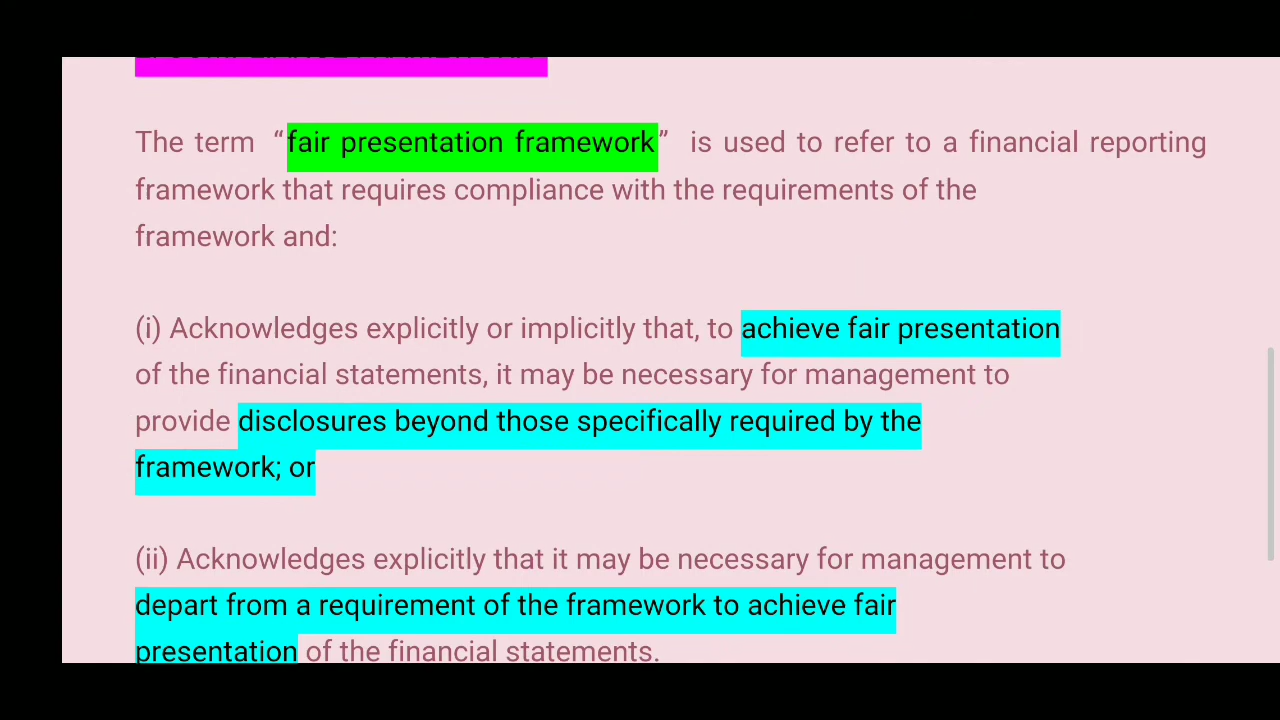 The term “fair presentation framework” is used to refer to a financial reporting
framework that requires compliance with the requirements of the
framework and:
(i) Acknowledges explicitly or implicitly that, to achieve fair presentation
of the financial statements, it may be necessary for management to
provide disclosures beyond those specifically required by the
framework; or
(ii) Acknowledges explicitly that it may be necessary for management to
depart from a requirement of the framework to achieve fair
presentation of the financial statements.